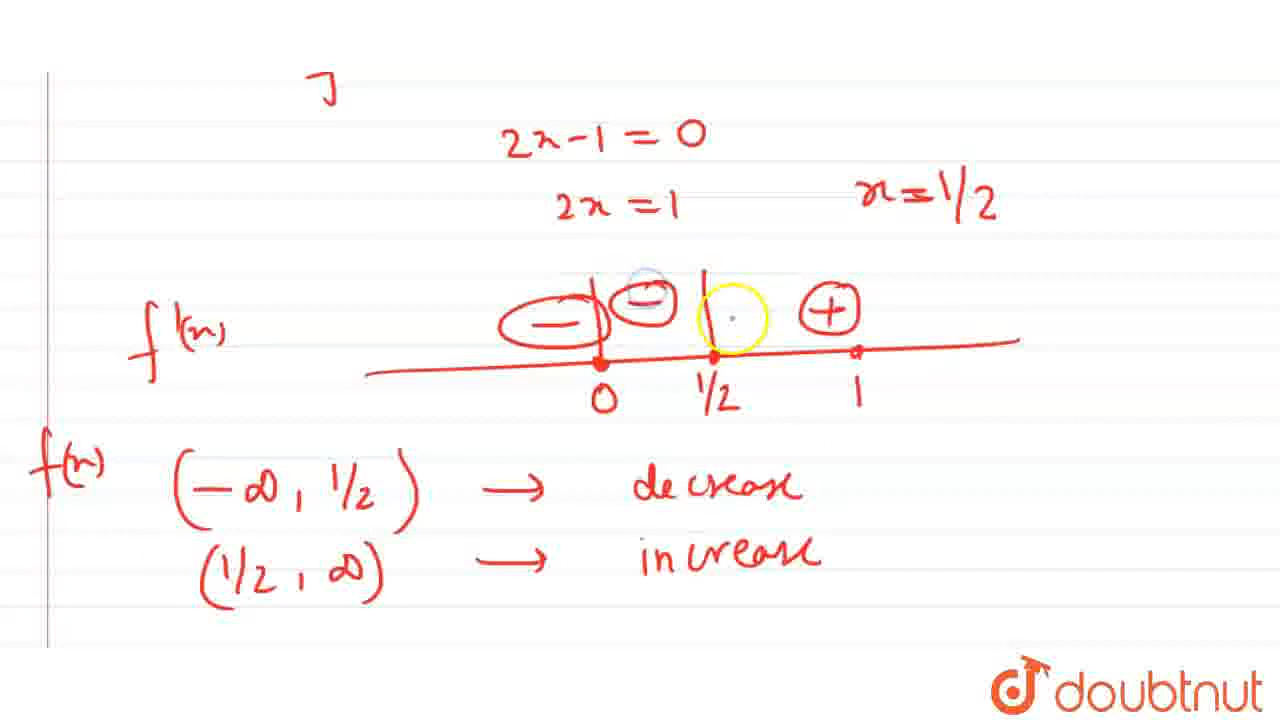 2x-1=0
2x=1 x=1/2
- - +
f'(x)
0 1/2 1
f(x) (-∞, 1/2) → decrease
(1/2, ∞) → increase
doubtnut